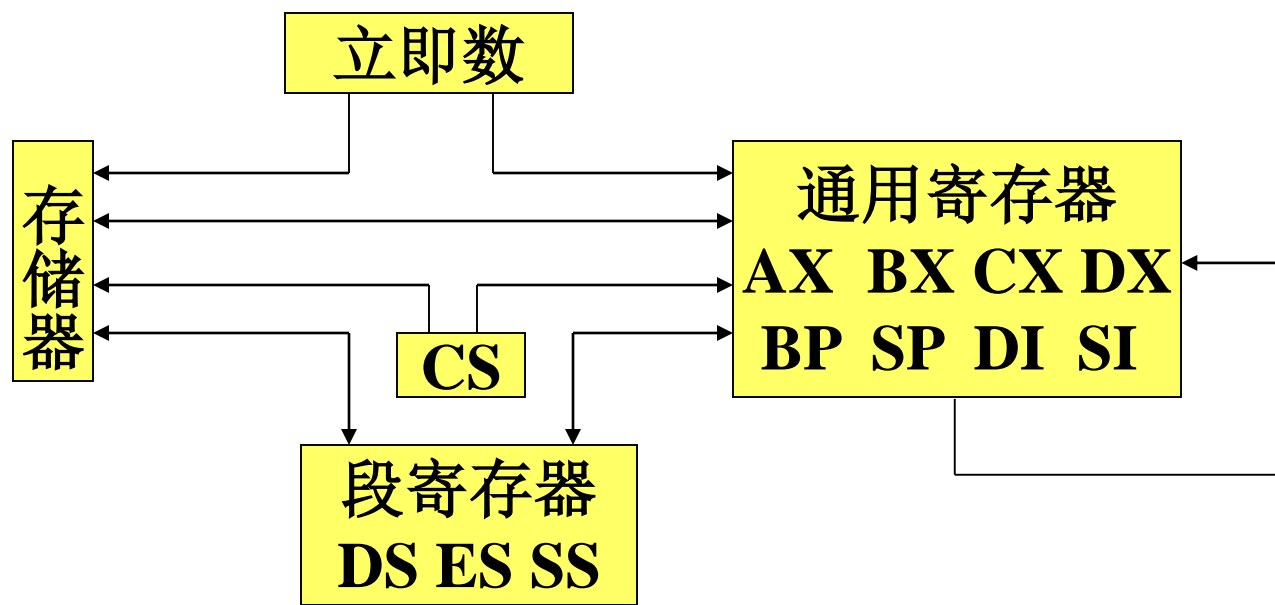 立即数
存储器
通用寄存器
AX BX CX DX
BP SP DI SI
CS
段寄存器
DS ES SS